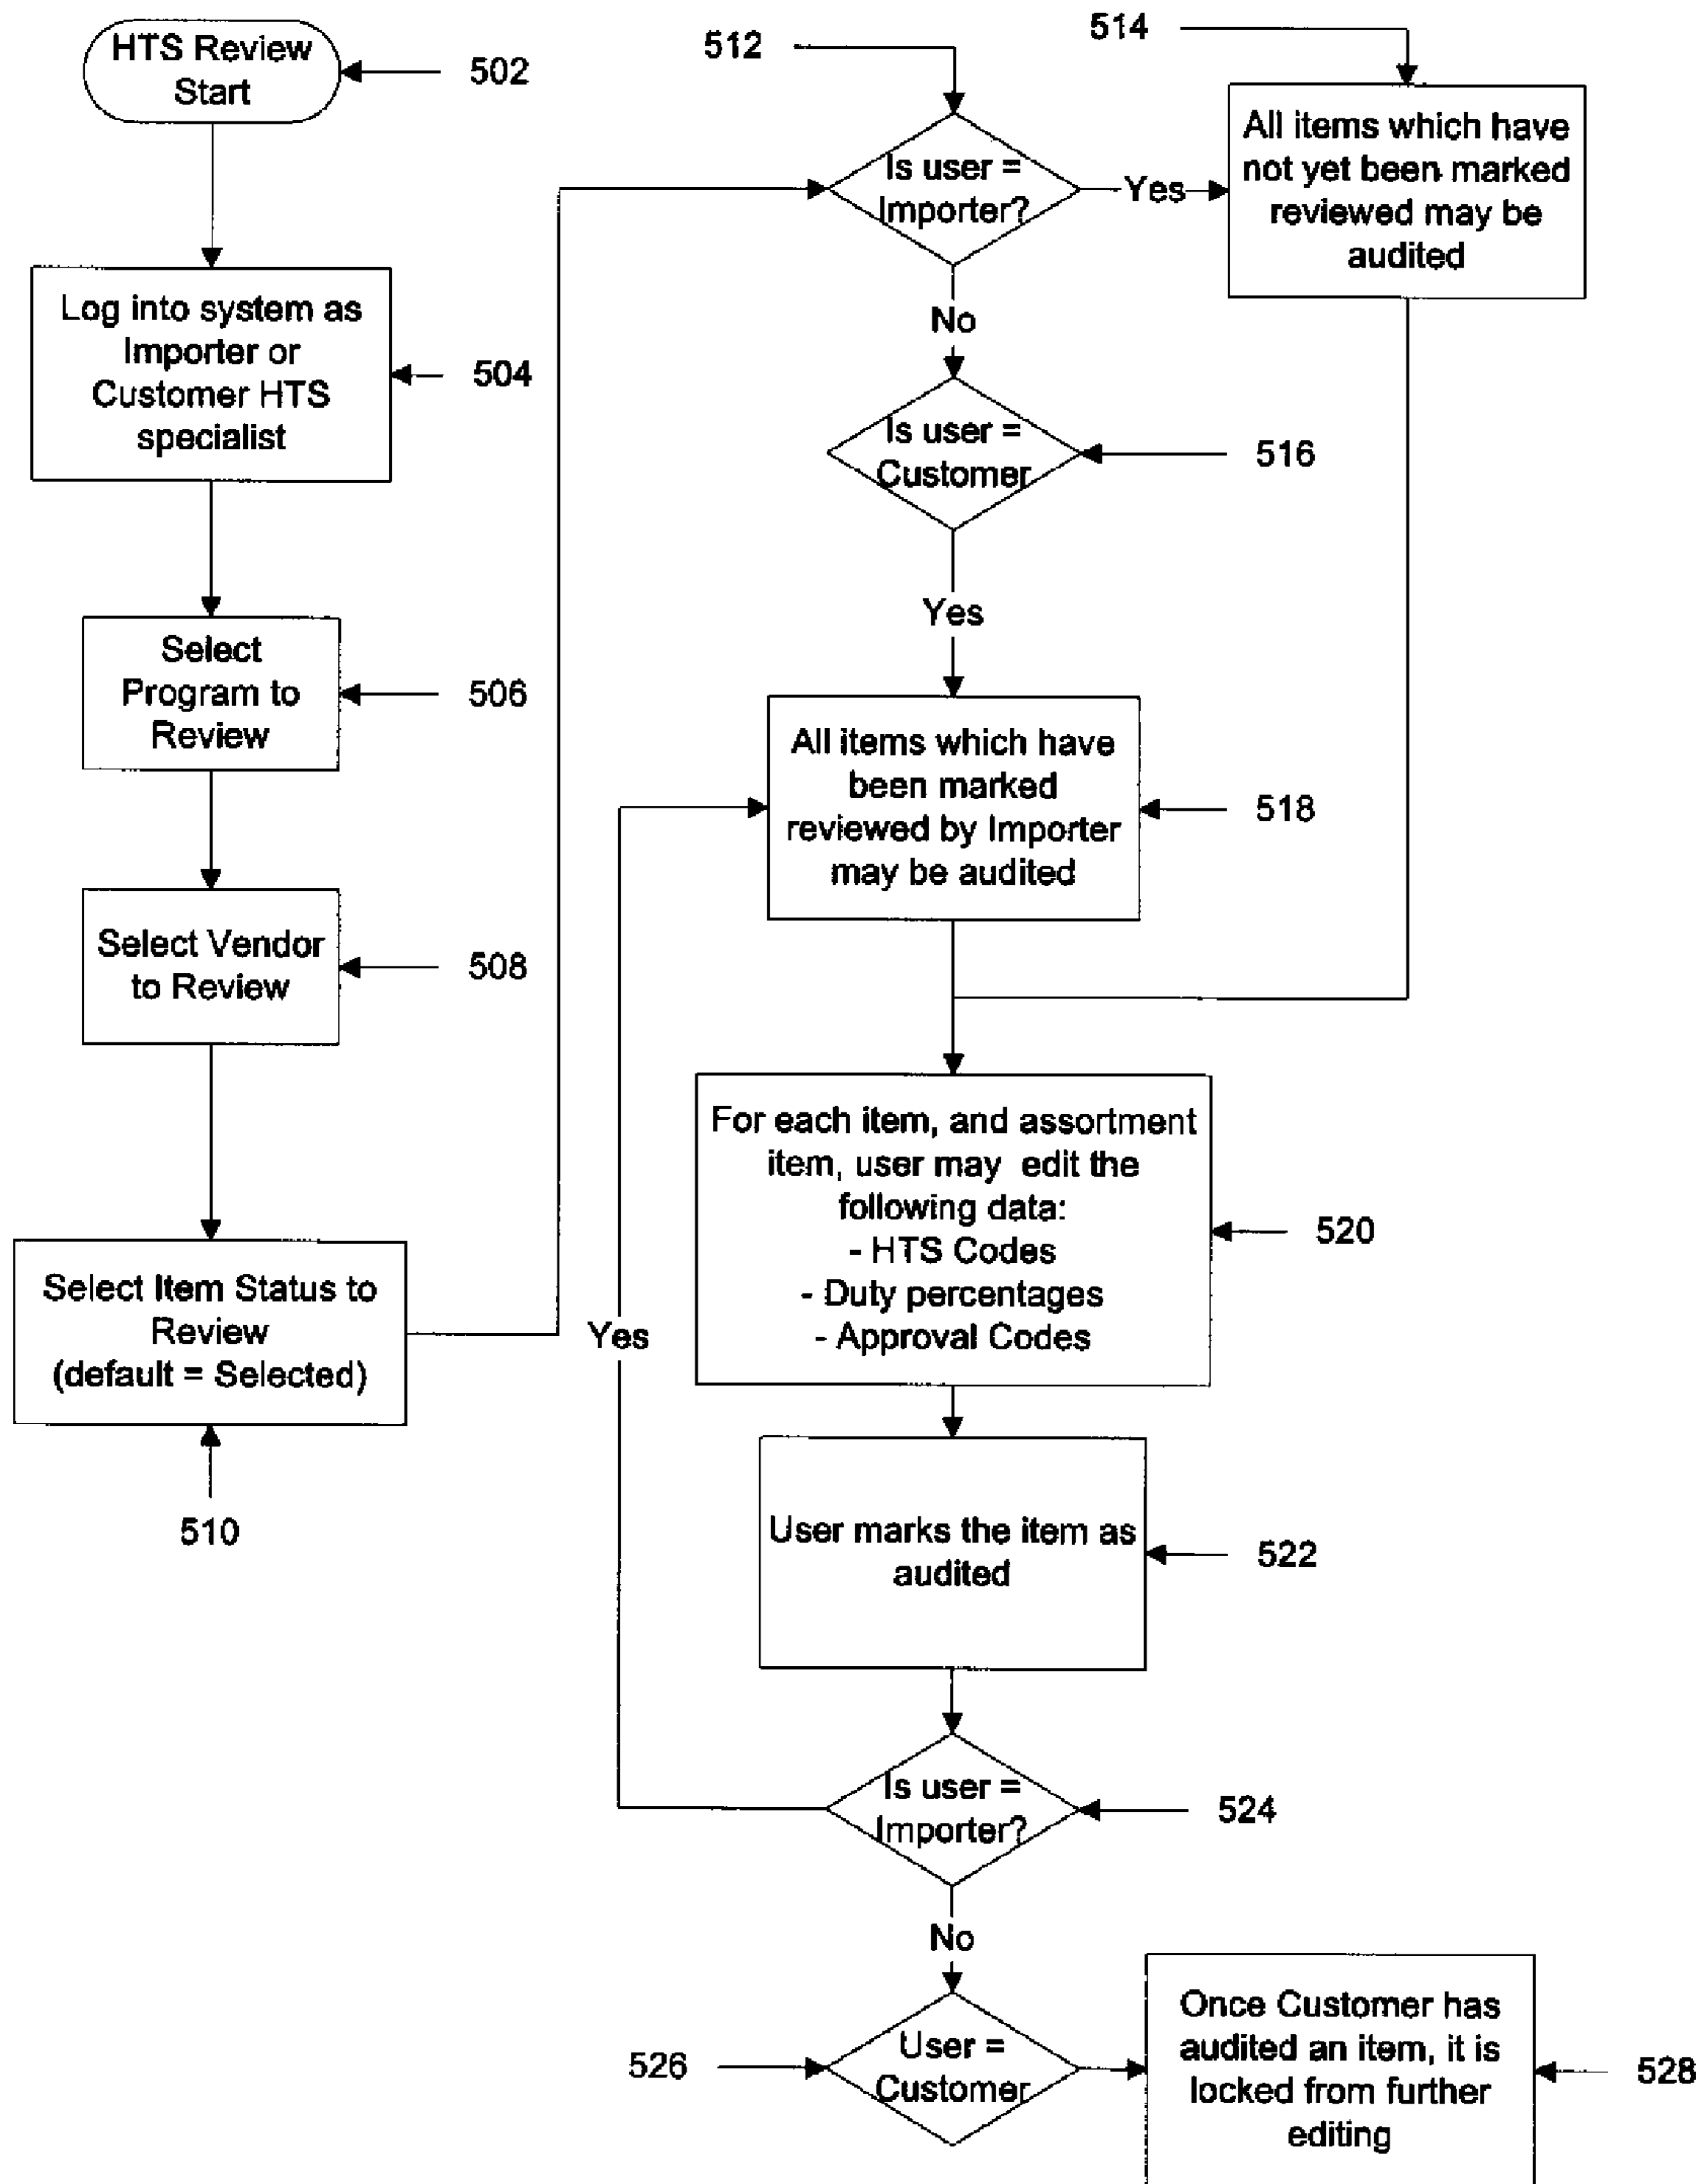 HTS Review
Start
502
Log into system as
Importer or
Customer HTS
specialist
504
Select
Program to
Review
506
Select Vendor
to Review
508
Select Item Status to
Review
(default = Selected)
510
512
Is user =
Importer?
Yes
514
All items which have
not yet been marked
reviewed may be
audited
No
Is user =
Customer
516
Yes
All items which have
been marked
reviewed by Importer
may be audited
518
For each item, and assortment
item, user may edit the
following data:
- HTS Codes
- Duty percentages
- Approval Codes
520
User marks the item as
audited
522
Is user =
Importer?
524
Yes
No
User =
Customer
526
Once Customer has
audited an item, it is
locked from further
editing
528